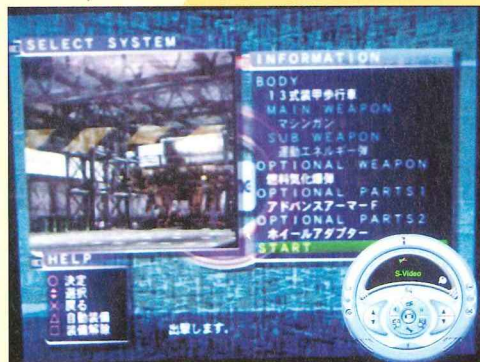 SELECT SYSTEM
INFORMATION
BODY
13式装甲歩行車
MAIN WEAPON
マシンガン
SUB WEAPON
運動エネルギー弾
OPTIONAL WEAPON
燃料気化爆弾
OPTIONAL PARTS1
アドバンスアーマーF
OPTIONAL PARTS2
ホイールアダプター
START
HELP
○ 決定
選択
× 戻る
△ 自動装備
□ 装備解除
出撃します。
S-Video